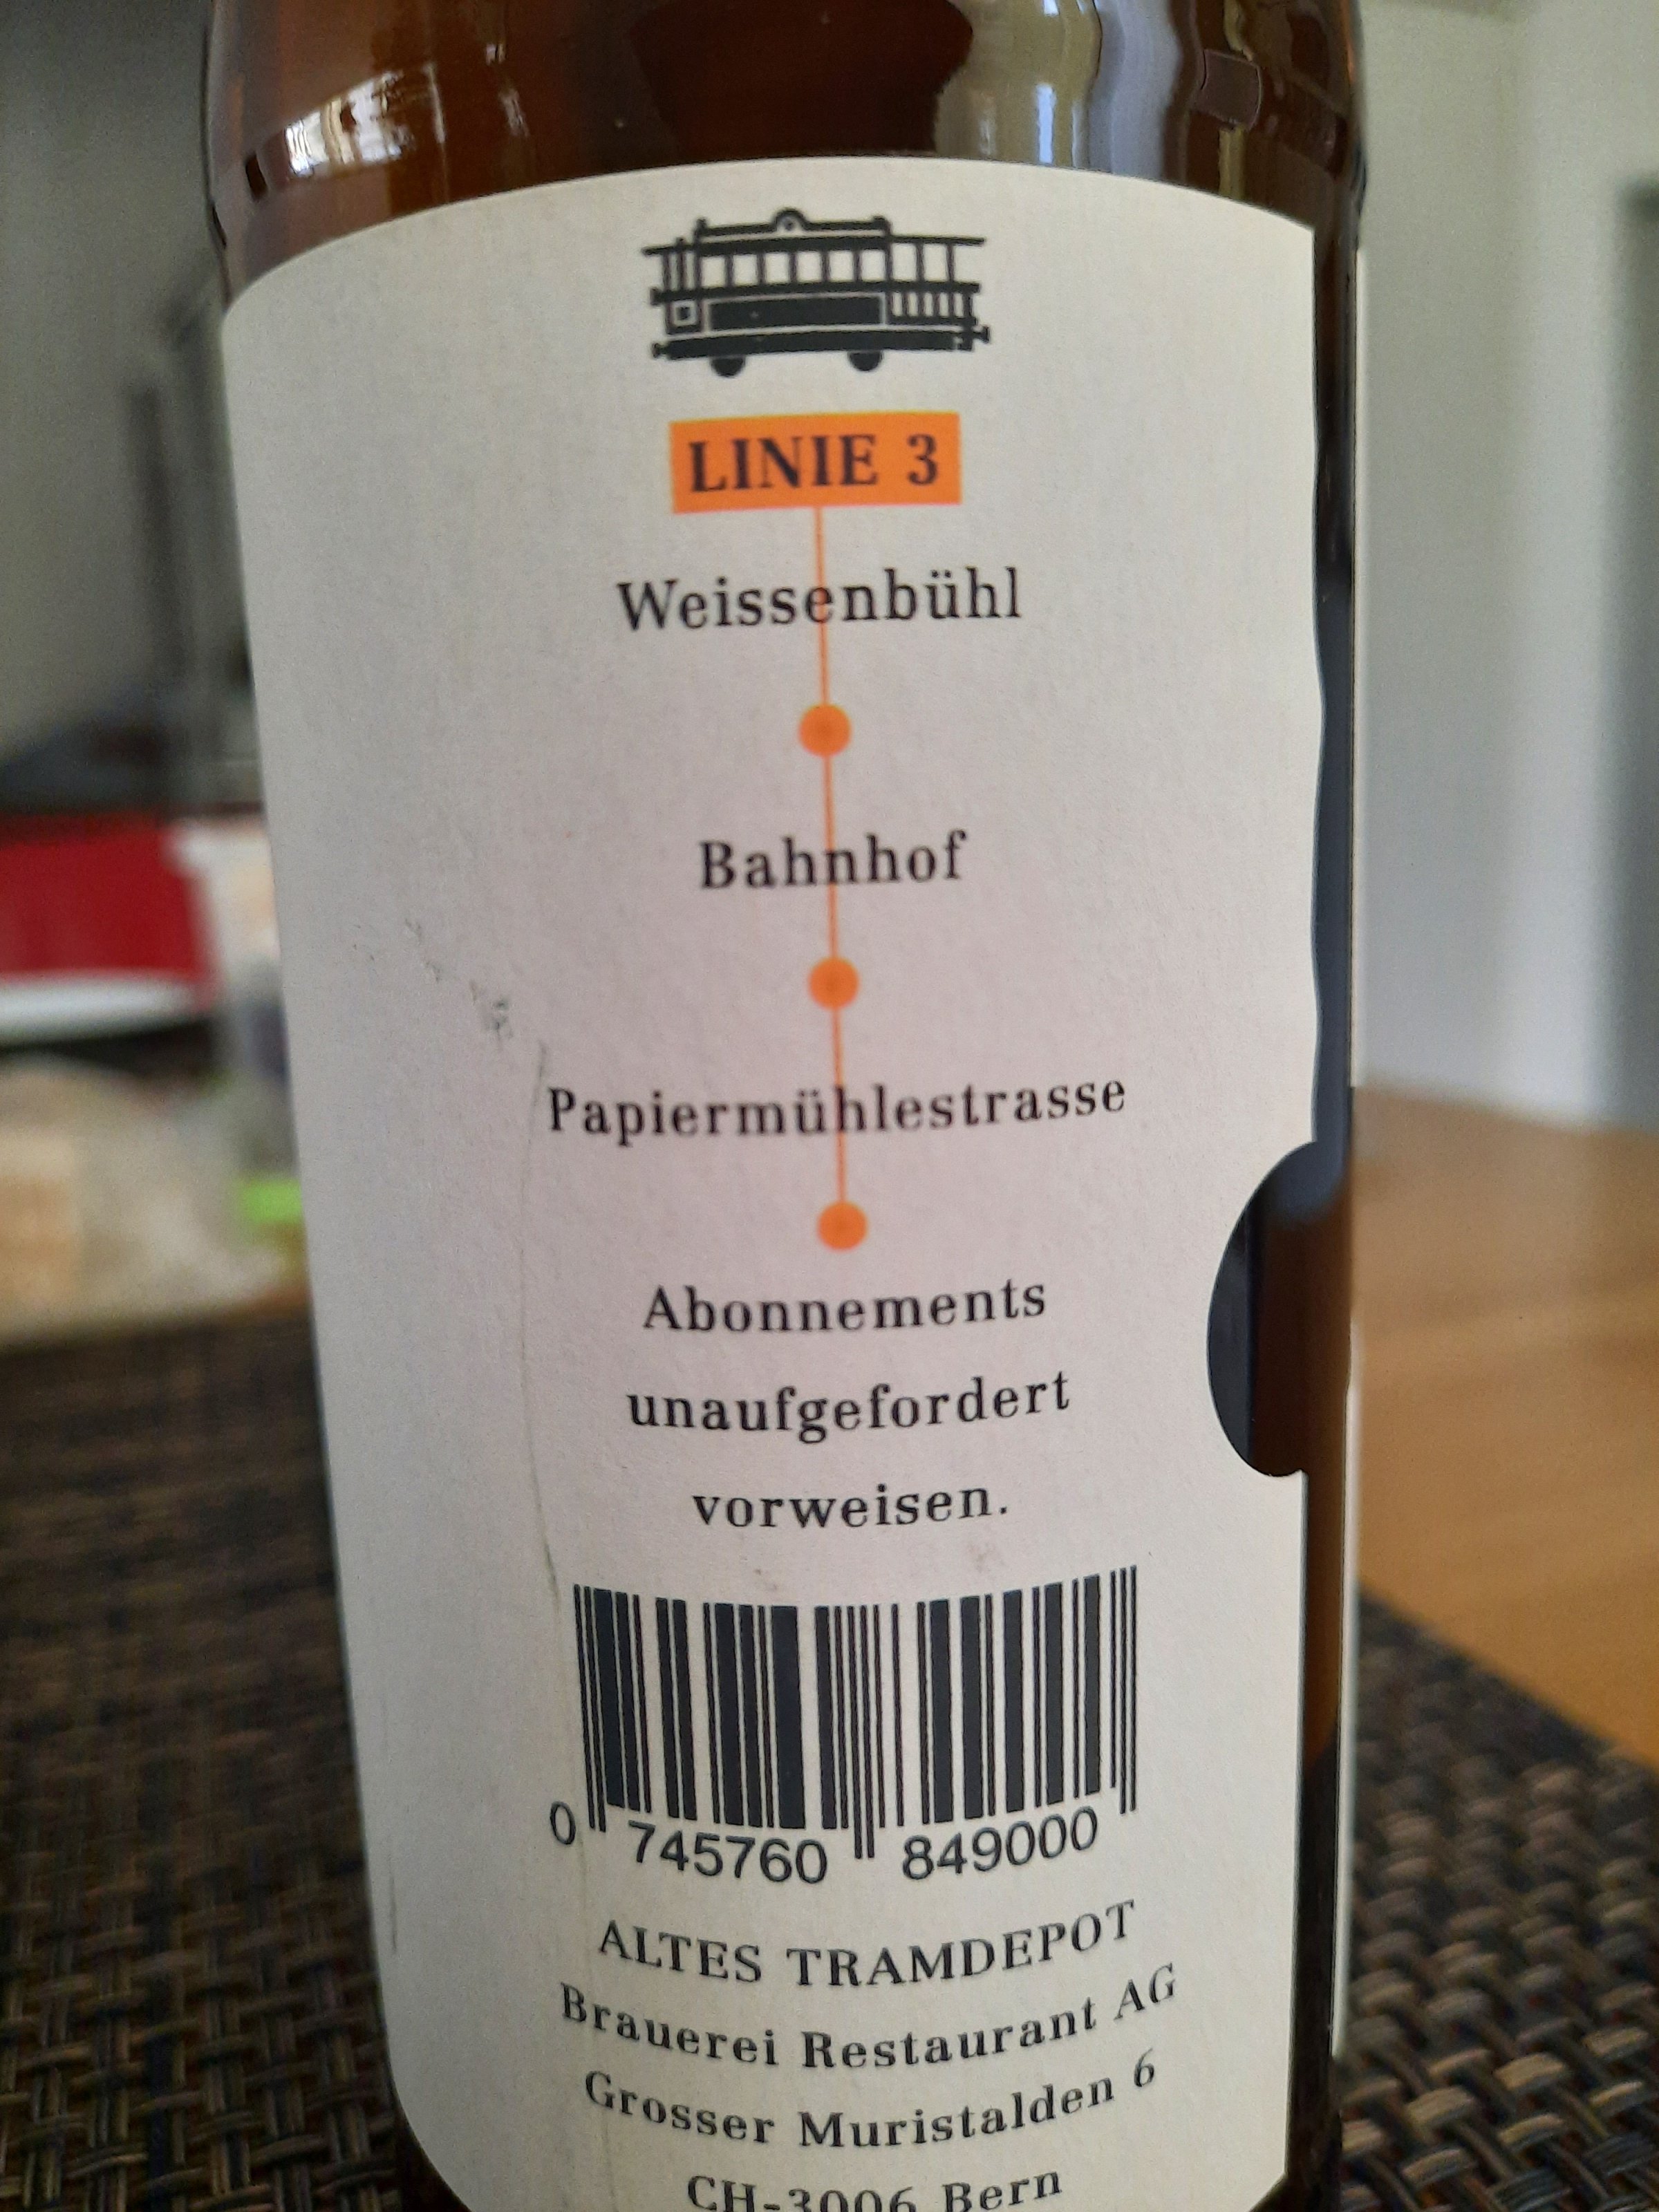 LINIE 3
Weissenbühl
Bahnhof
Papiermühlestrasse
Abonnements
unaufgefordert
vorweisen.
0 745760 849000
ALTES TRAMDEPOT
Brauerei Restaurant AG
Grosser Muristalden 6
CH-3006 Bern